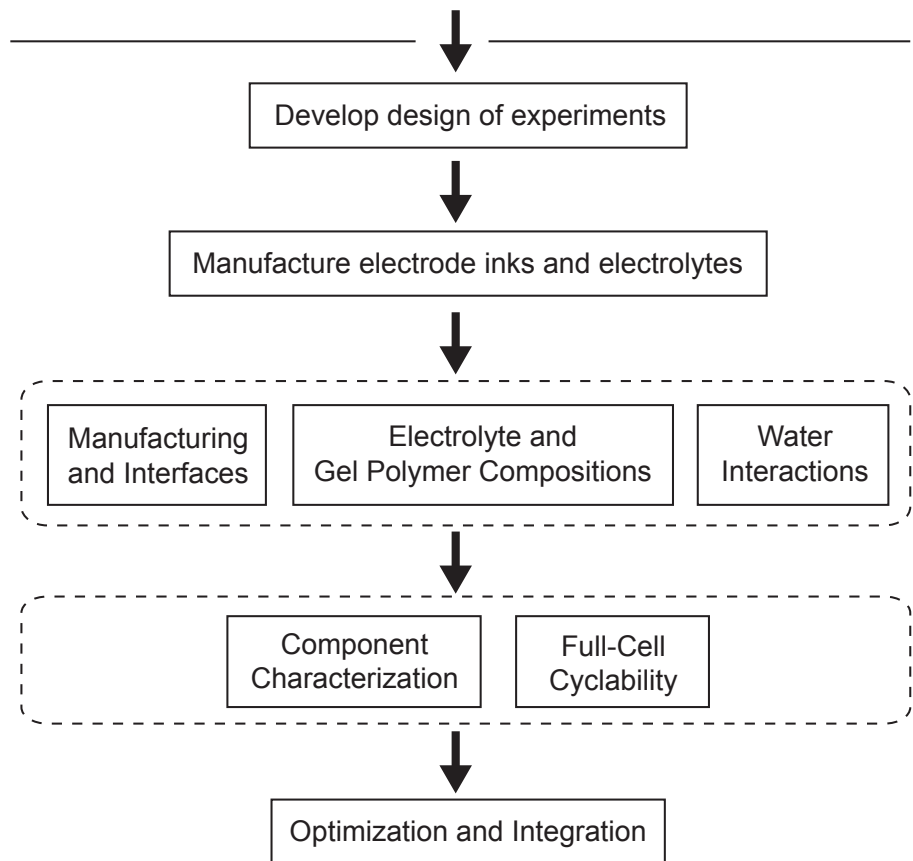 Develop design of experiments
Manufacture electrode inks and electrolytes
Manufacturing
and Interfaces
Electrolyte and
Gel Polymer Compositions
Water
Interactions
Component
Characterization
Full-Cell
Cyclability
Optimization and Integration